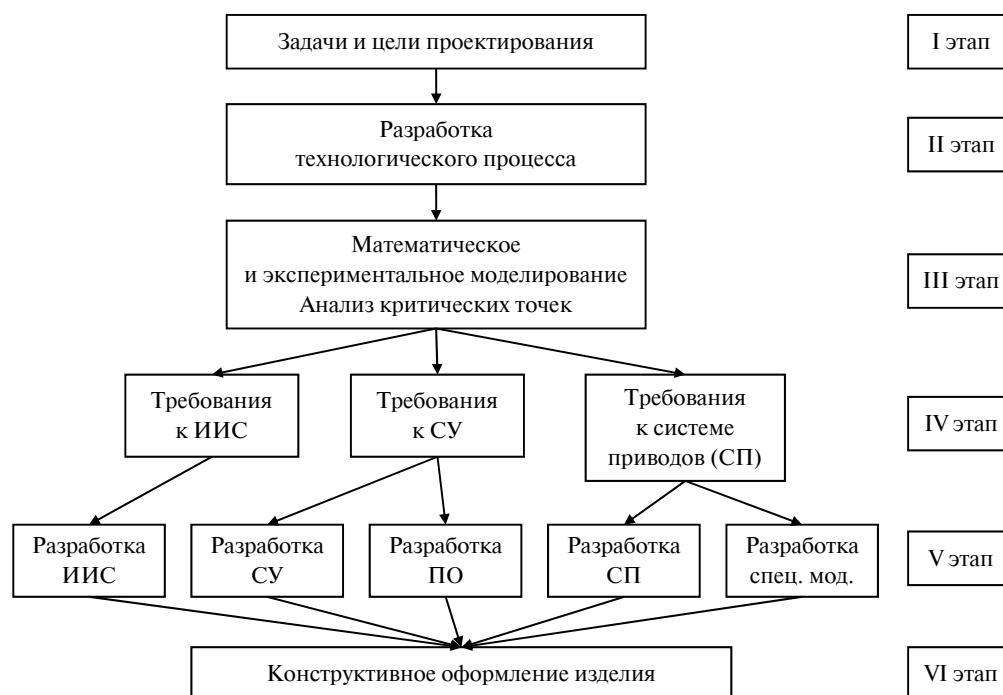 Задачи и цели проектирования
I этап
Разработка
технологического процесса
II этап
Математическое
и экспериментальное моделирование
Анализ критических точек
III этап
Требования
к ИИС
Требования
к СУ
Требования
к системе
приводов (СП)
IV этап
Разработка
ИИС
Разработка
СУ
Разработка
ПО
Разработка
СП
Разработка
спец. мод.
V этап
Конструктивное оформление изделия
VI этап